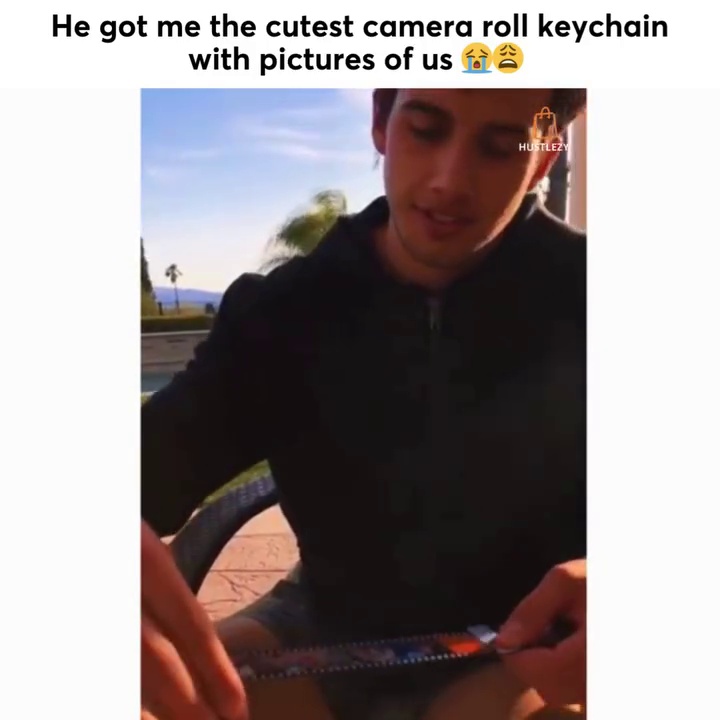 He got me the cutest camera roll keychain
with pictures of us 😭😩
HUSTLEZY